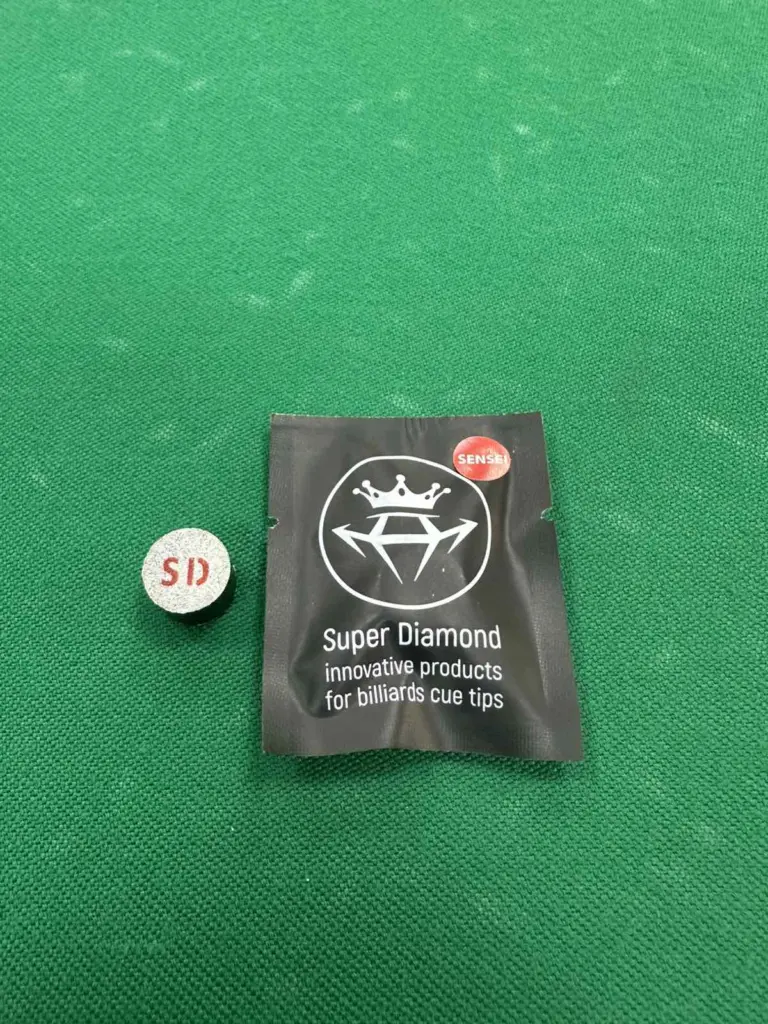 SENSEI
SD
Super Diamond
innovative products
for billiards cue tips